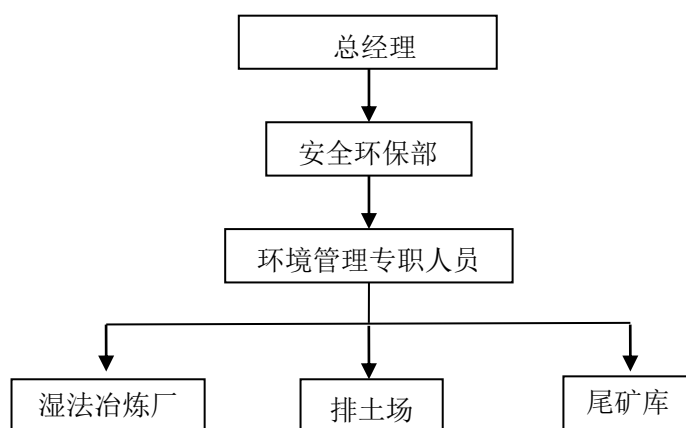 总经理
安全环保部
环境管理专职人员
湿法冶炼厂
排土场
尾矿库